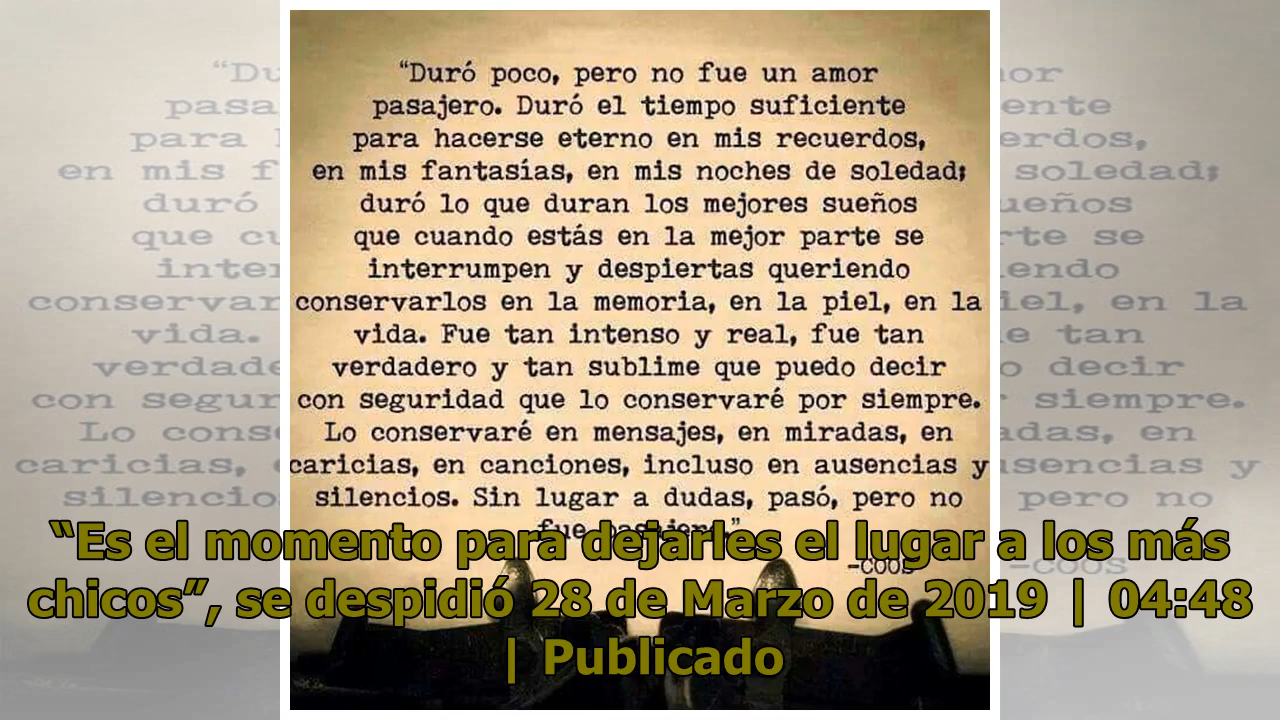 “Duró poco, pero no fue un amor
pasajero. Duró el tiempo suficiente
para hacerse eterno en mis recuerdos,
en mis fantasías, en mis noches de soledad;
duró lo que duran los mejores sueños
que cuando estás en la mejor parte se
interrumpen y despiertas queriendo
conservarlos en la memoria, en la piel, en la
vida. Fue tan intenso y real, fue tan
verdadero y tan sublime que puedo decir
con seguridad que lo conservaré por siempre.
Lo conservaré en mensajes, en miradas, en
caricias, en canciones, incluso en ausencias y
silencios. Sin lugar a dudas, pasó, pero no
fue pasajero.”
-COOS
“Es el momento para dejarles el lugar a los más
chicos”, se despidió 28 de Marzo de 2019 | 04:48
| Publicado